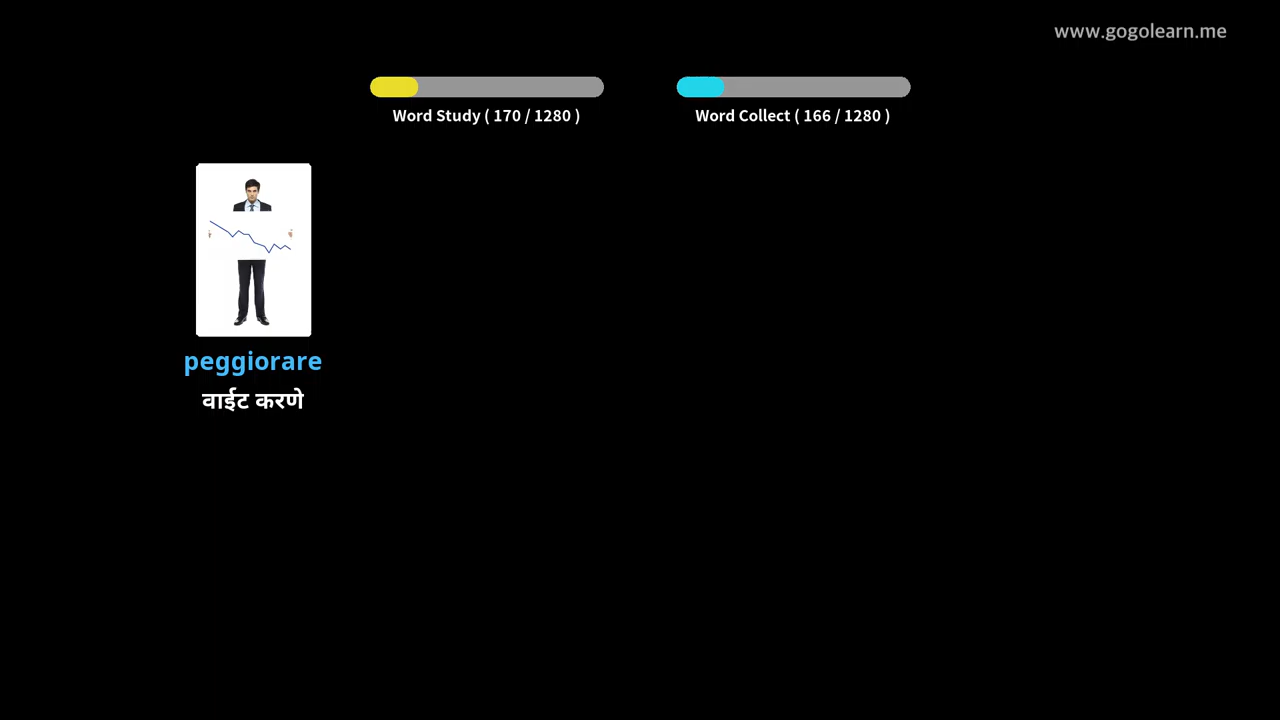 www.gogolearn.me
Word Study ( 170 / 1280 )
Word Collect ( 166 / 1280 )
peggiorare
वाईट करणे